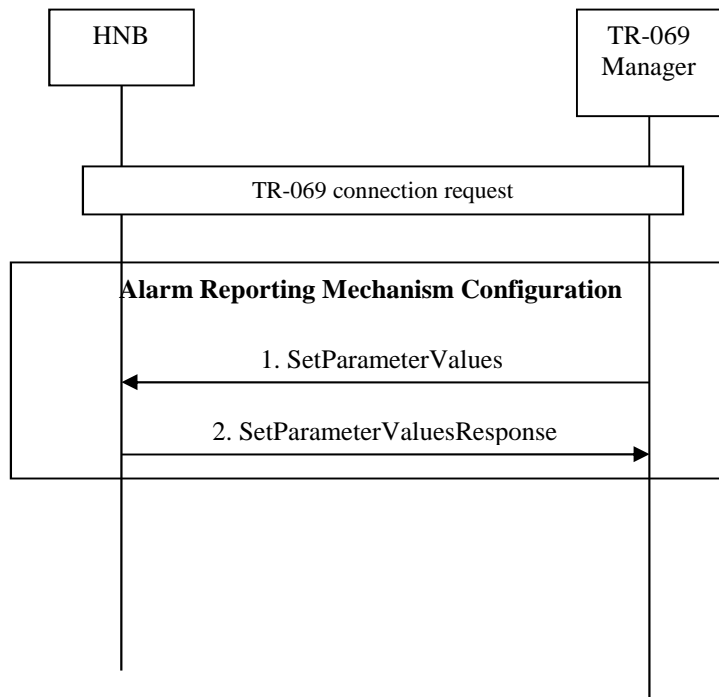 HNB
TR-069
Manager
TR-069 connection request
Alarm Reporting Mechanism Configuration
1. SetParameterValues
2. SetParameterValuesResponse